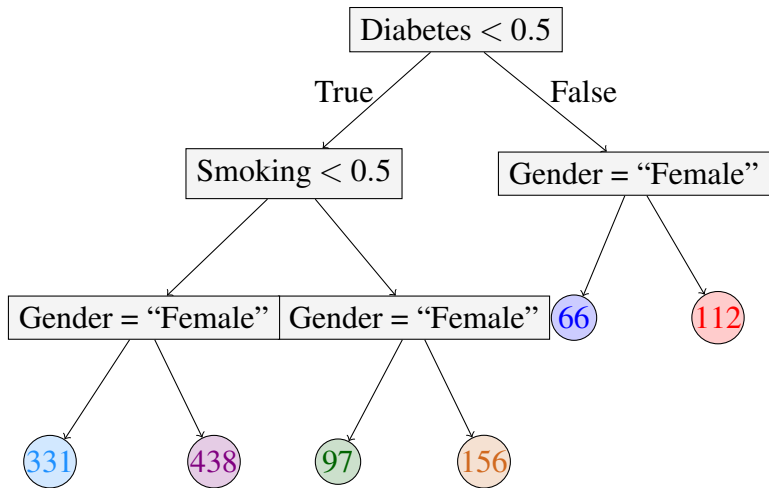 Diabetes < 0.5
True
False
Smoking < 0.5
Gender = “Female”
Gender = “Female”
Gender = “Female”
66
112
331
438
97
156